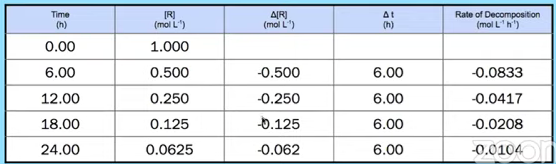 Time [R] Δ[R] Δ t Rate of Decomposition
(h) (mol L⁻¹) (mol L⁻¹) (h) (mol L⁻¹ h⁻¹)
0.00 1.000
6.00 0.500 -0.500 6.00 -0.0833
12.00 0.250 -0.250 6.00 -0.0417
18.00 0.125 -0.125 6.00 -0.0208
24.00 0.0625 -0.062 6.00 -0.0104
zoom